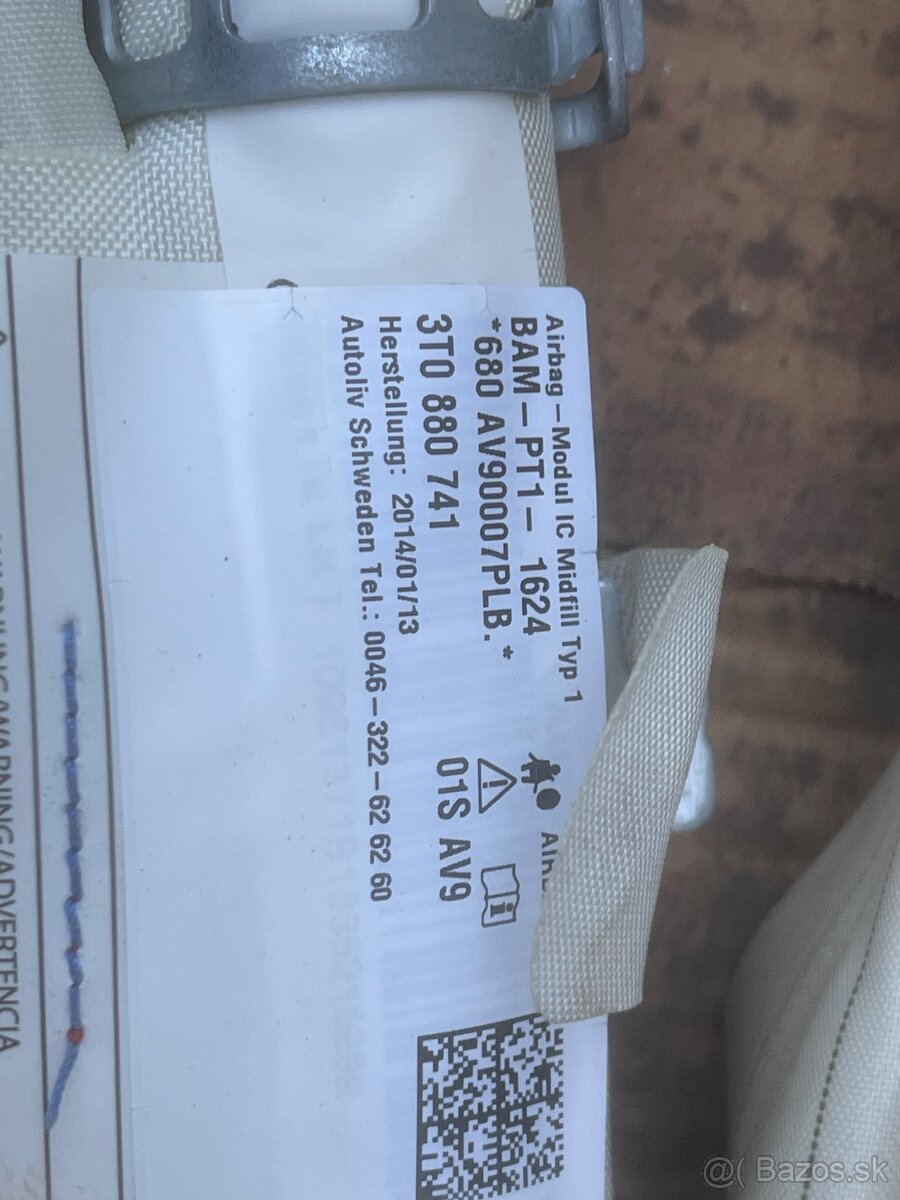 Airbag-Modul IC Midfill Typ 1
BAM-PT1- 1624
*680 AV90007PLB.*
3T0 880 741
01S AV9
Herstellung: 2014/01/13
Autoliv Schweden Tel.: 0046-322-62 62 60
WARNING/ADVERTENCIA
@( Bazos.sk